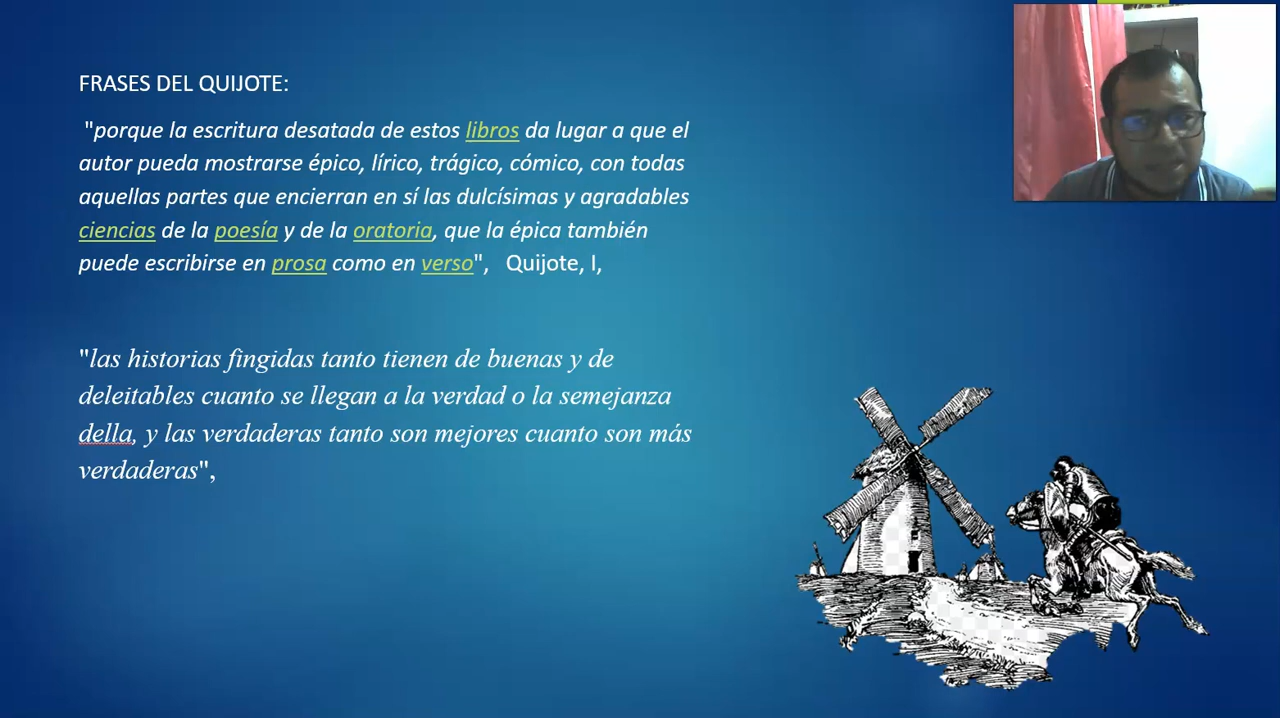 FRASES DEL QUIJOTE:
"porque la escritura desatada de estos libros da lugar a que el
autor pueda mostrarse épico, lírico, trágico, cómico, con todas
aquellas partes que encierran en sí las dulcísimas y agradables
ciencias de la poesía y de la oratoria, que la épica también
puede escribirse en prosa como en verso",   Quijote, I,
"las historias fingidas tanto tienen de buenas y de
deleitables cuanto se llegan a la verdad o la semejanza
della, y las verdaderas tanto son mejores cuanto son más
verdaderas",